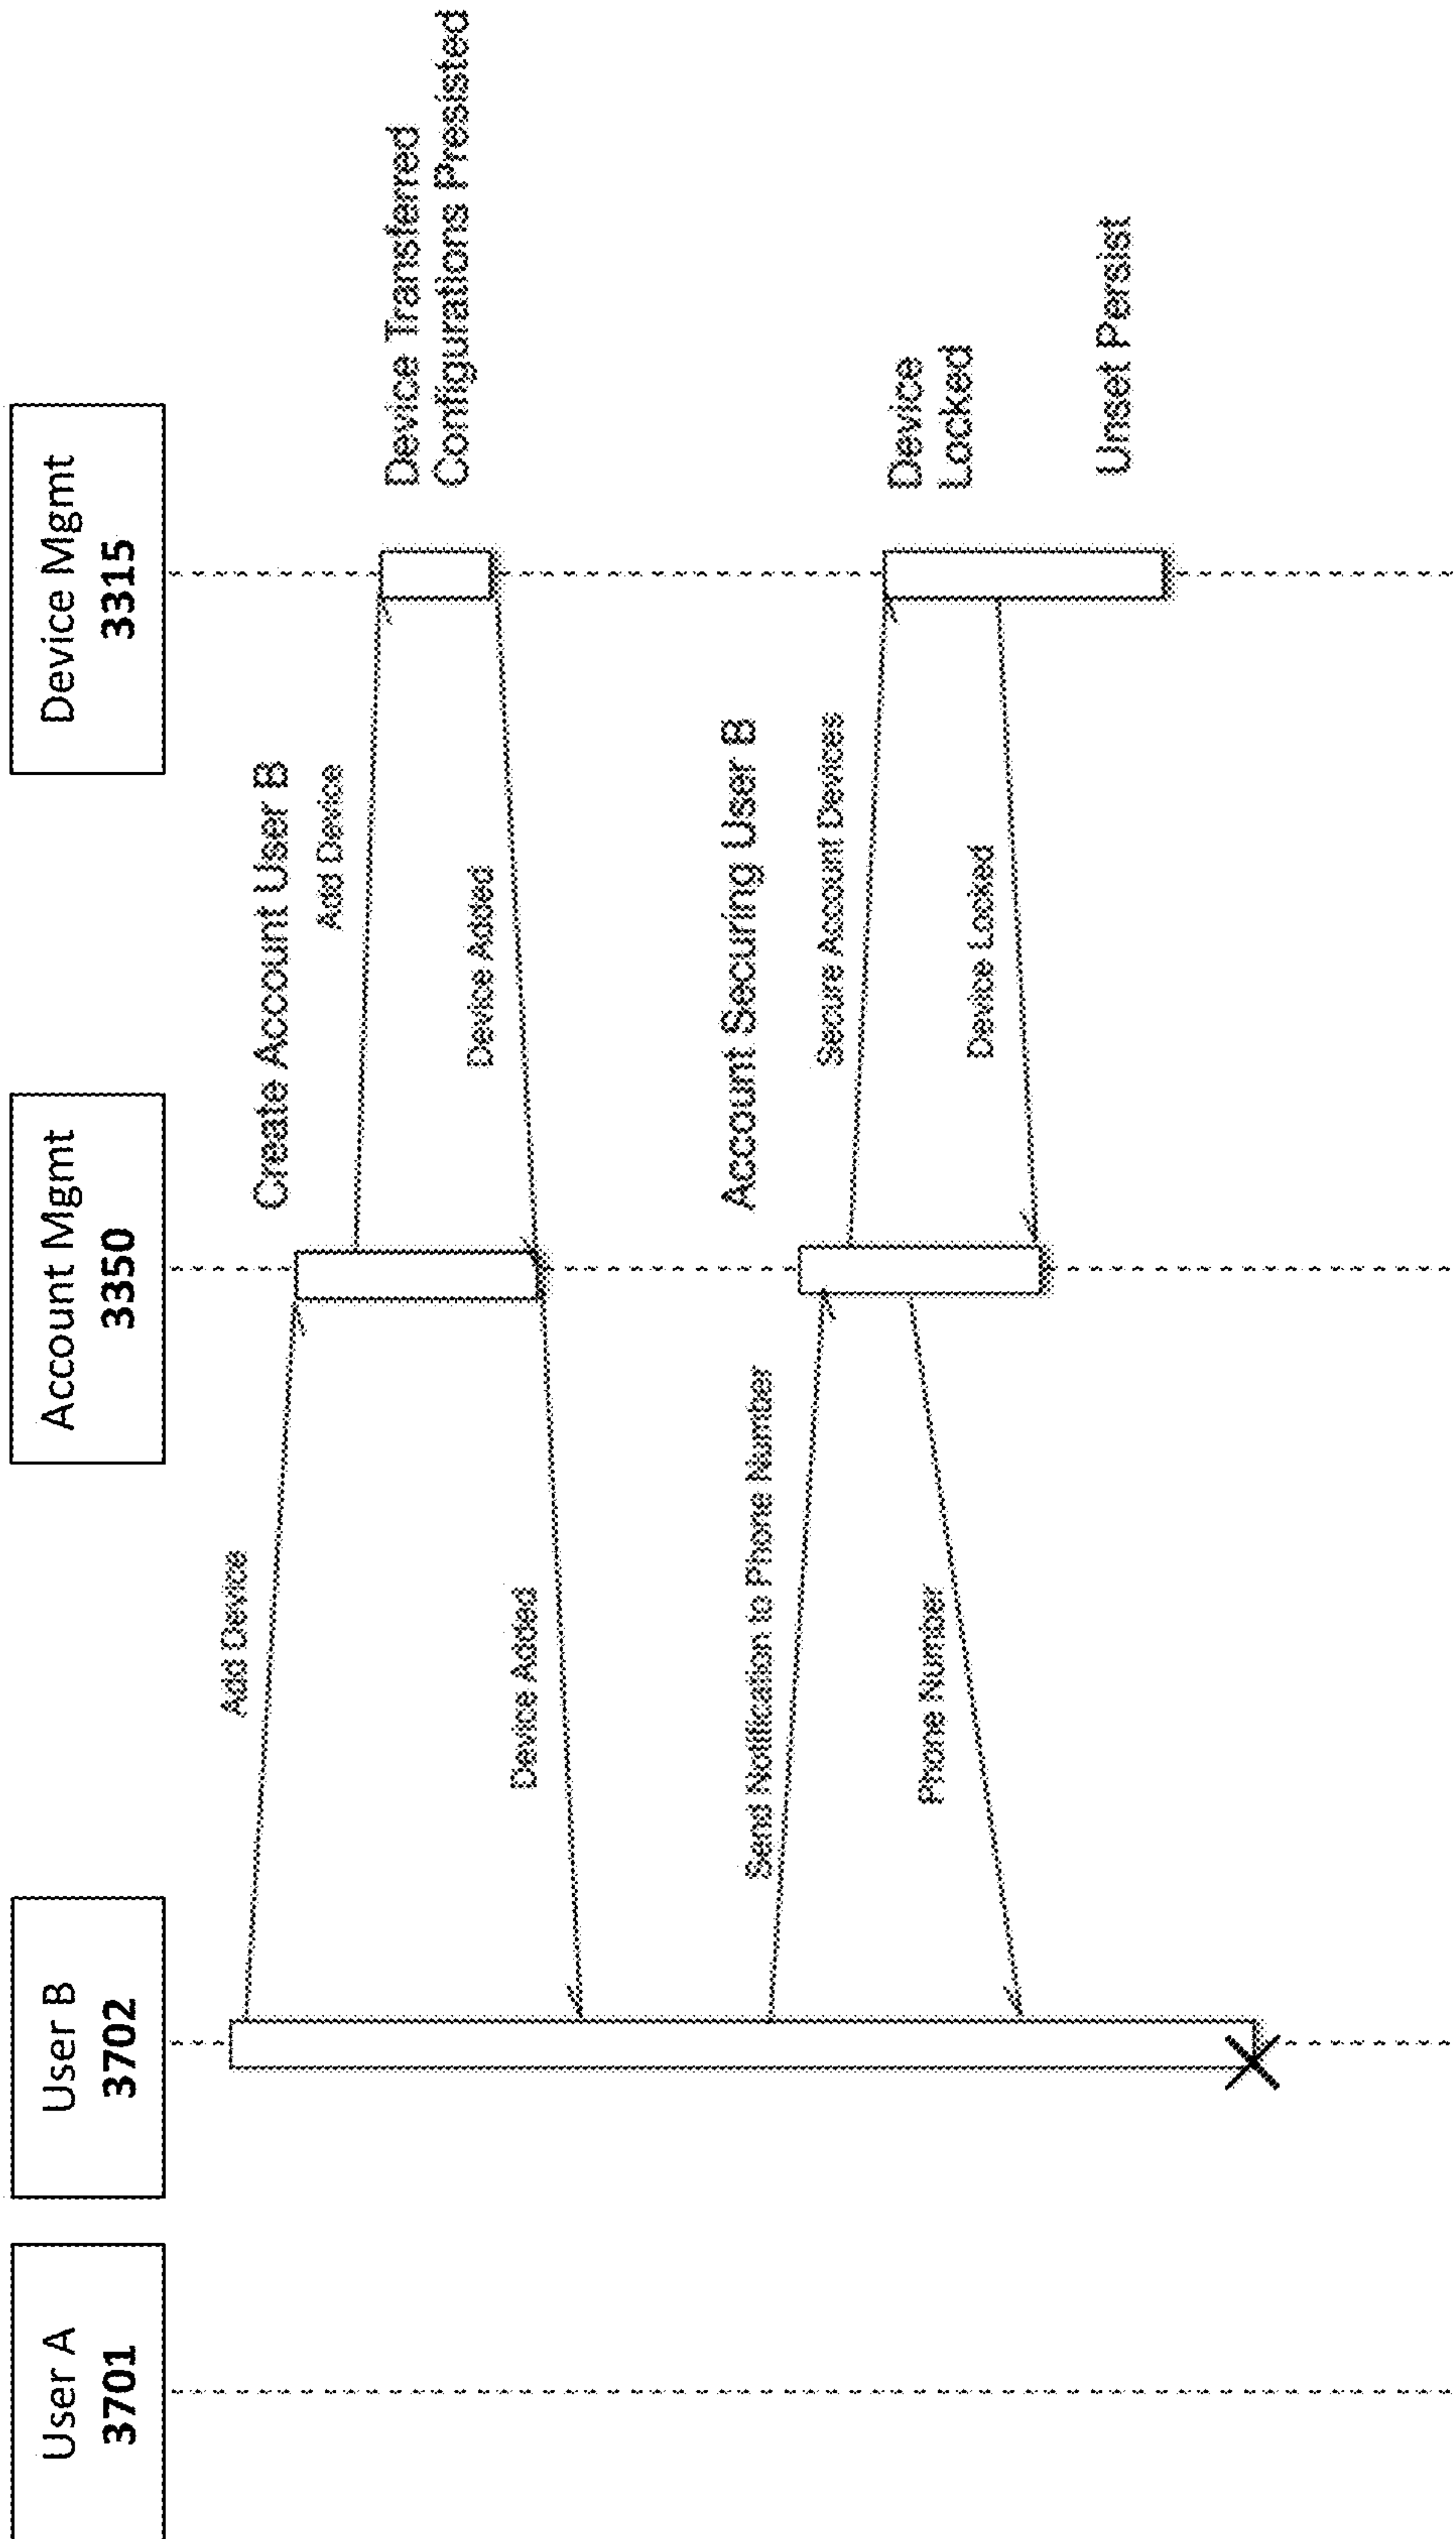 User A
3701
User B
3702
Account Mgmt
3350
Device Mgmt
3315
Add Device
Create Account User B
Add Device
Device Transferred
Configurations Presisted
Device Added
Device Added
Account Securing User B
Send Notification to Phone Number
Secure Account Devices
Device
Locked
Phone Number
Device Locked
Unset Persist